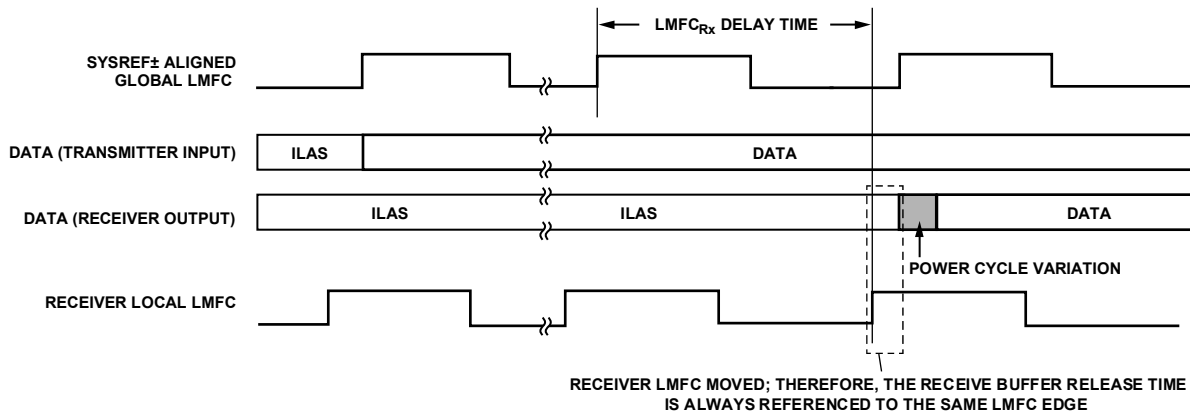 LMFCRx DELAY TIME
SYSREF± ALIGNED
GLOBAL LMFC
DATA (TRANSMITTER INPUT)
ILAS
DATA
DATA (RECEIVER OUTPUT)
ILAS
ILAS
DATA
POWER CYCLE VARIATION
RECEIVER LOCAL LMFC
RECEIVER LMFC MOVED; THEREFORE, THE RECEIVE BUFFER RELEASE TIME
IS ALWAYS REFERENCED TO THE SAME LMFC EDGE